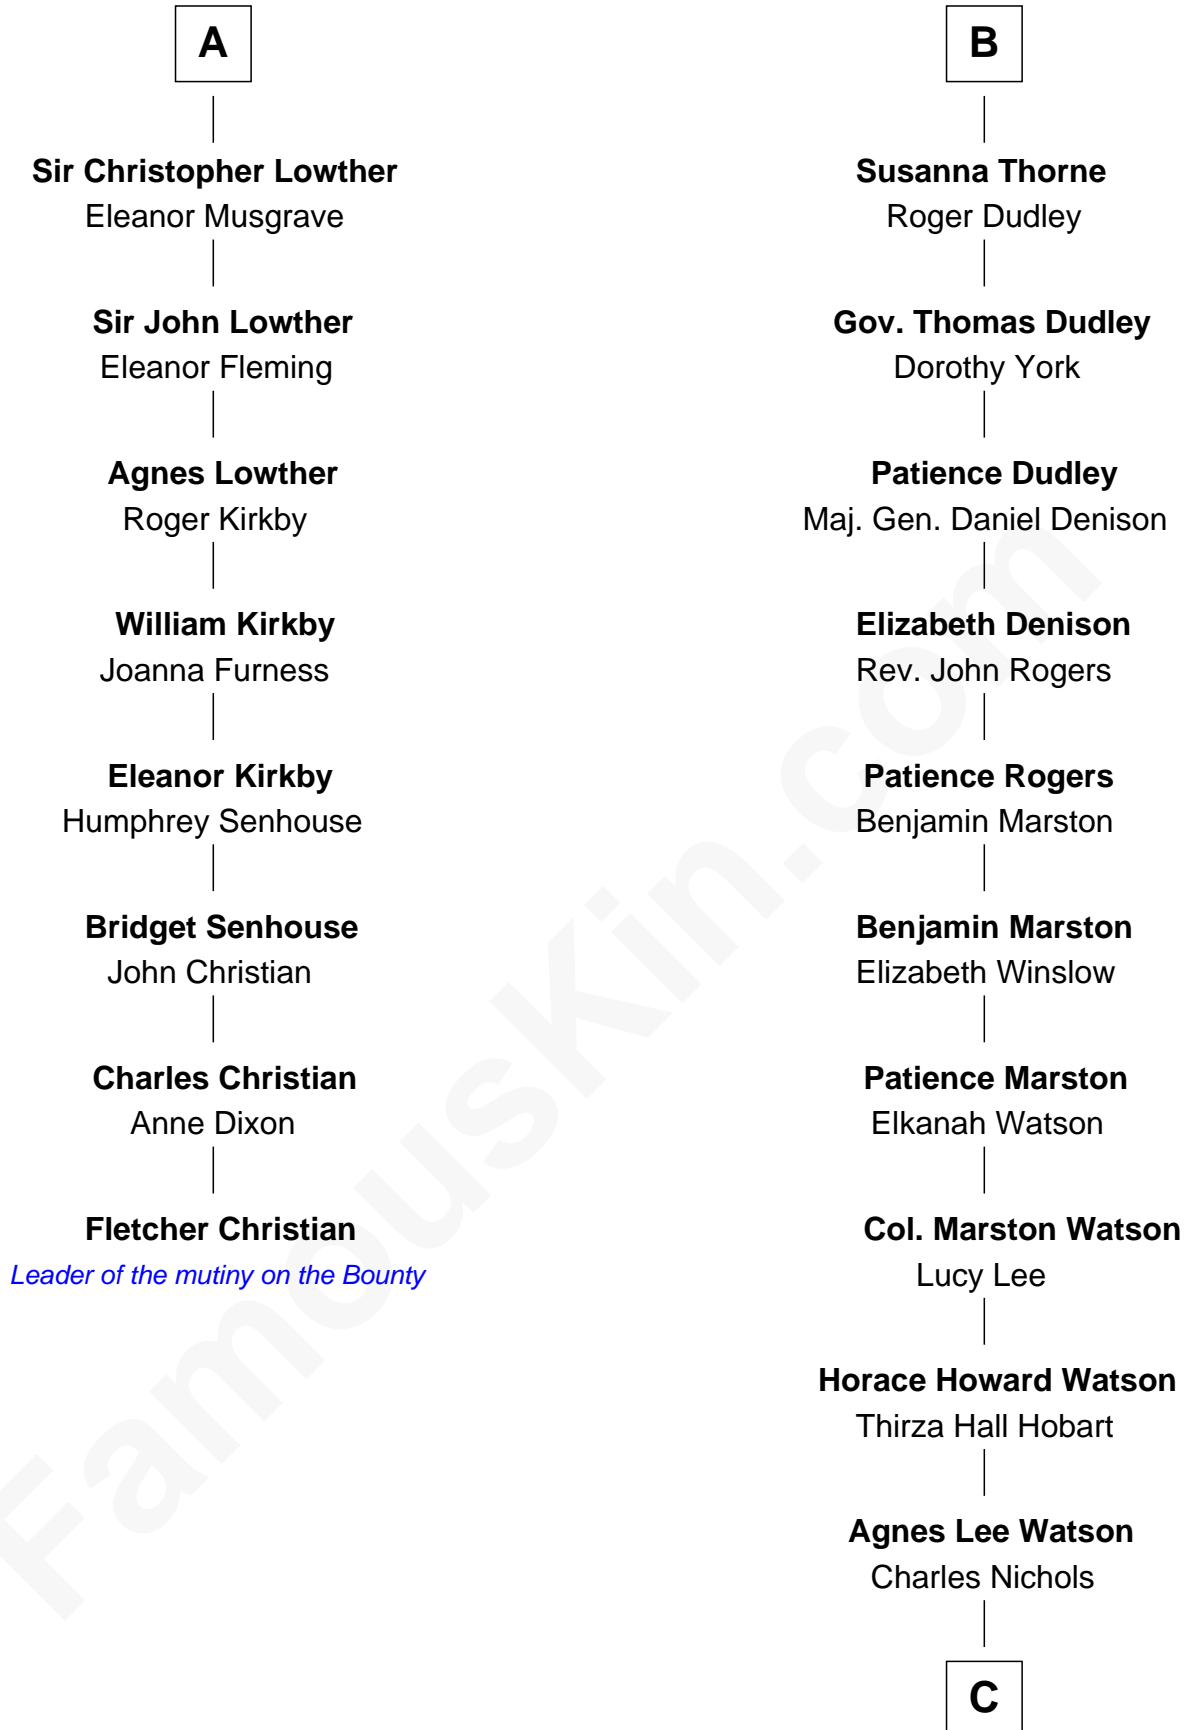 A
Sir Christopher Lowther
Eleanor Musgrave
Sir John Lowther
Eleanor Fleming
Agnes Lowther
Roger Kirkby
William Kirkby
Joanna Furness
Eleanor Kirkby
Humphrey Senhouse
Bridget Senhouse
John Christian
Charles Christian
Anne Dixon
Fletcher Christian
Leader of the mutiny on the Bounty
B
Susanna Thorne
Roger Dudley
Gov. Thomas Dudley
Dorothy York
Patience Dudley
Maj. Gen. Daniel Denison
Elizabeth Denison
Rev. John Rogers
Patience Rogers
Benjamin Marston
Benjamin Marston
Elizabeth Winslow
Patience Marston
Elkanah Watson
Col. Marston Watson
Lucy Lee
Horace Howard Watson
Thirza Hall Hobart
Agnes Lee Watson
Charles Nichols
C
FamousKin.com